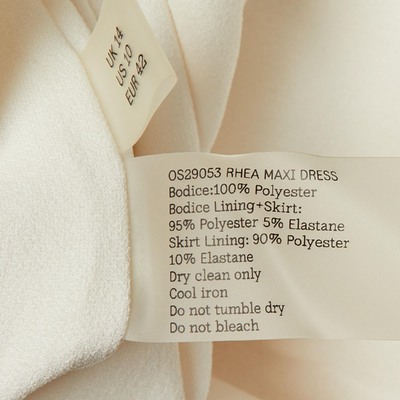 UK 14
US 10
EUR 42
OS29053 RHEA MAXI DRESS
Bodice:100% Polyester
Bodice Lining+Skirt:
95% Polyester 5% Elastane
Skirt Lining: 90% Polyester
10% Elastane
Dry clean only
Cool iron
Do not tumble dry
Do not bleach